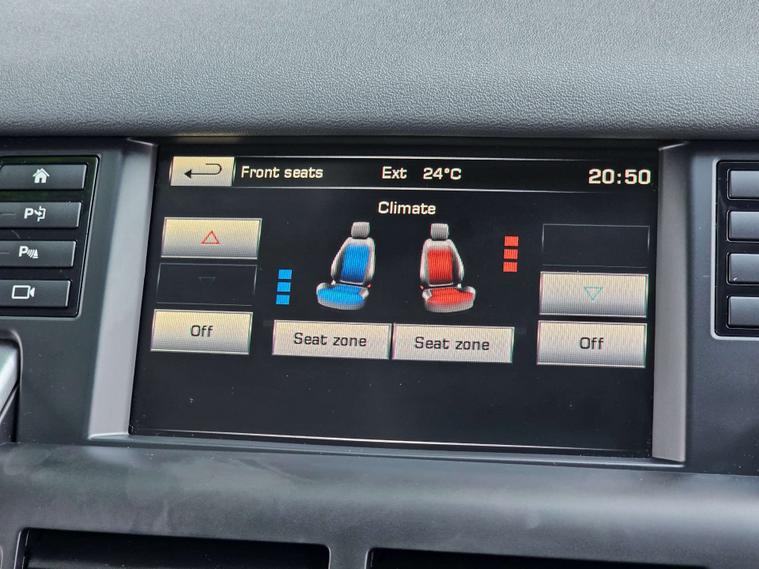 Front seats Ext 24°C 20:50
Climate
Off Seat zone Seat zone Off
P
P